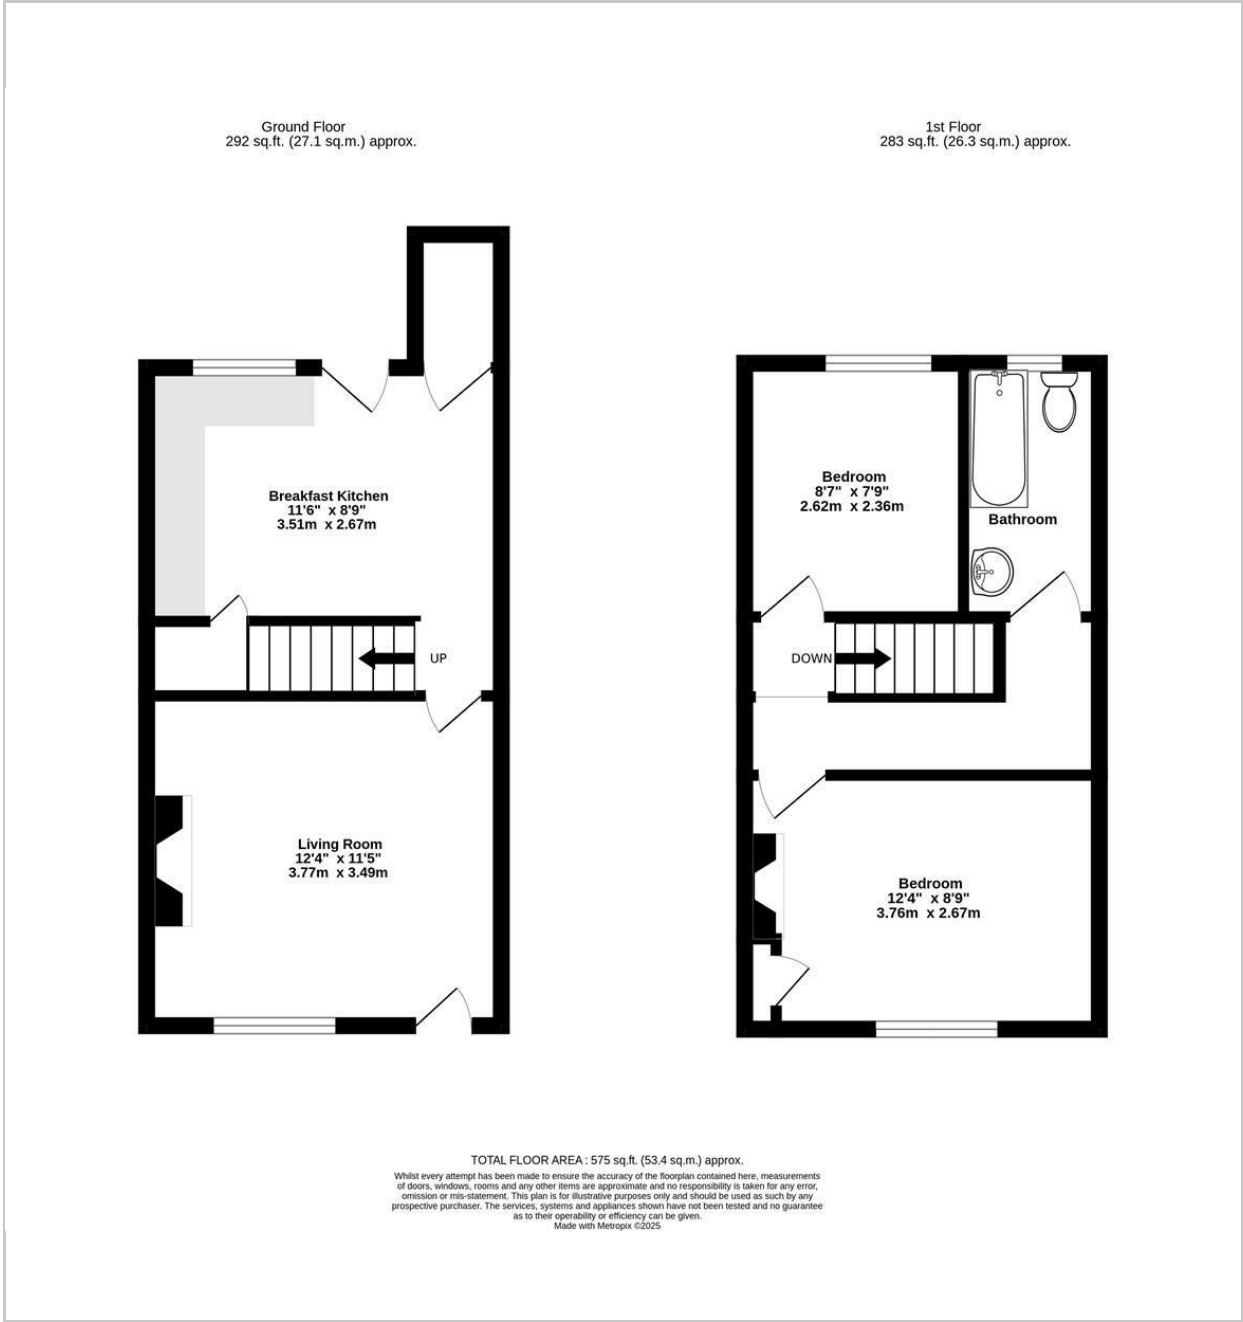 Ground Floor
292 sq.ft. (27.1 sq.m.) approx.
1st Floor
283 sq.ft. (26.3 sq.m.) approx.
Breakfast Kitchen
11'6" x 8'9"
3.51m x 2.67m
UP
Living Room
12'4" x 11'5"
3.77m x 3.49m
Bedroom
8'7" x 7'9"
2.62m x 2.36m
Bathroom
DOWN
Bedroom
12'4" x 8'9"
3.76m x 2.67m
TOTAL FLOOR AREA : 575 sq.ft. (53.4 sq.m.) approx.
Whilst every attempt has been made to ensure the accuracy of the floorplan contained here, measurements
of doors, windows, rooms and any other items are approximate and no responsibility is taken for any error,
omission or mis-statement. This plan is for illustrative purposes only and should be used as such by any
prospective purchaser. The services, systems and appliances shown have not been tested and no guarantee
as to their operability or efficiency can be given.
Made with Metropix ©2025